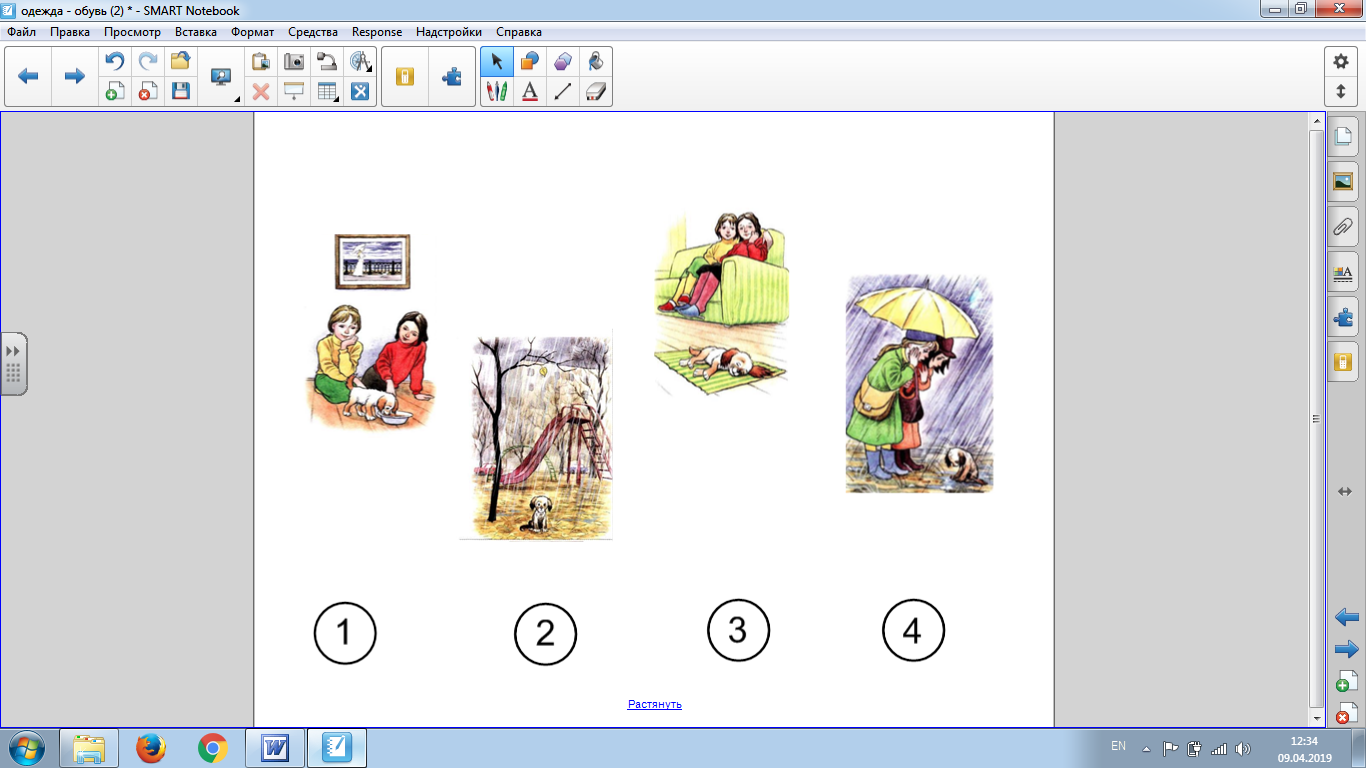 одежда - обувь (2) * - SMART Notebook
Файл Правка Просмотр Вставка Формат Средства Response Надстройки Справка
1 2 3 4
Растянуть
EN 12:34
09.04.2019